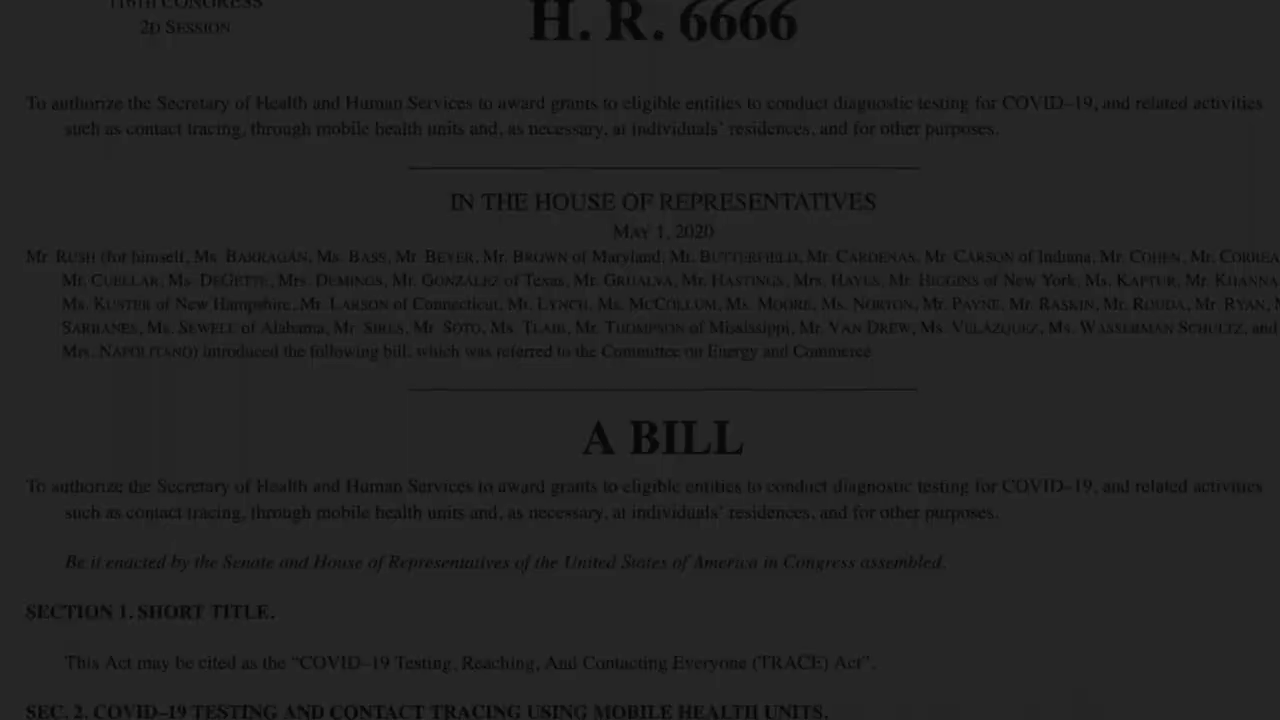 116TH CONGRESS
2D SESSION
H. R. 6666
To authorize the Secretary of Health and Human Services to award grants to eligible entities to conduct diagnostic testing for COVID–19, and related activities
such as contact tracing, through mobile health units and, as necessary, at individuals’ residences, and for other purposes.
IN THE HOUSE OF REPRESENTATIVES
MAY 1, 2020
Mr. RUSH (for himself, Ms. BARRAGÁN, Ms. BASS, Mr. BEYER, Mr. BROWN of Maryland, Mr. BUTTERFIELD, Mr. CÁRDENAS, Mr. CARSON of Indiana, Mr. COHEN, Mr. CORREA
Mr. CUELLAR, Ms. DEGETTE, Mrs. DEMINGS, Mr. GONZALEZ of Texas, Mr. GRIJALVA, Mr. HASTINGS, Mrs. HAYES, Mr. HIGGINS of New York, Ms. KAPTUR, Mr. KHANNA
Ms. KUSTER of New Hampshire, Mr. LARSON of Connecticut, Mr. LYNCH, Ms. MCCOLLUM, Ms. MOORE, Ms. NORTON, Mr. PAYNE, Mr. RASKIN, Mr. ROUDA, Mr. RYAN,
SARBANES, Ms. SEWELL of Alabama, Mr. SIRES, Mr. SOTO, Ms. TLAIB, Mr. THOMPSON of Mississippi, Mr. VAN DREW, Ms. VELÁZQUEZ, Ms. WASSERMAN SCHULTZ, and
Mrs. NAPOLITANO) introduced the following bill; which was referred to the Committee on Energy and Commerce
A BILL
To authorize the Secretary of Health and Human Services to award grants to eligible entities to conduct diagnostic testing for COVID–19, and related activities
such as contact tracing, through mobile health units and, as necessary, at individuals’ residences, and for other purposes.
Be it enacted by the Senate and House of Representatives of the United States of America in Congress assembled,
SECTION 1. SHORT TITLE.
This Act may be cited as the “COVID–19 Testing, Reaching, And Contacting Everyone (TRACE) Act”.
SEC. 2. COVID–19 TESTING AND CONTACT TRACING USING MOBILE HEALTH UNITS.